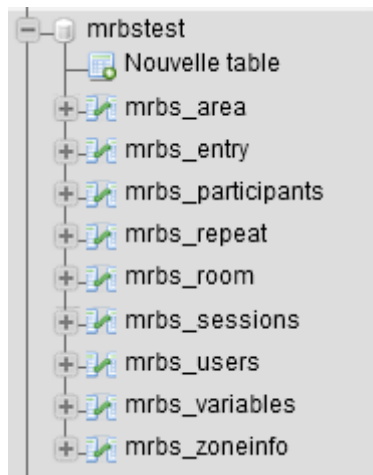 mrbstest
Nouvelle table
mrbs_area
mrbs_entry
mrbs_participants
mrbs_repeat
mrbs_room
mrbs_sessions
mrbs_users
mrbs_variables
mrbs_zoneinfo